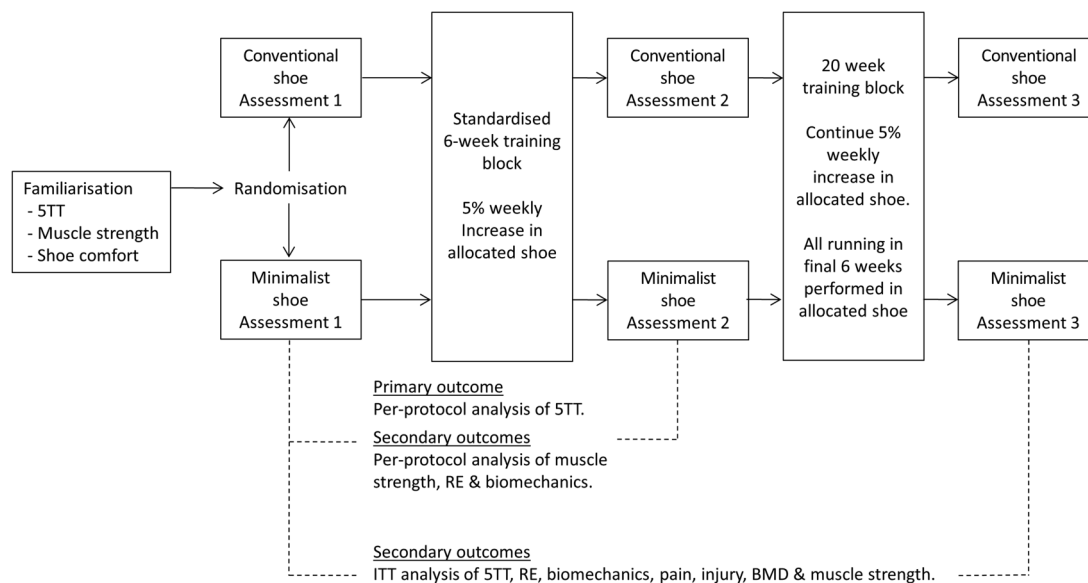 Familiarisation
- 5TT
- Muscle strength
- Shoe comfort
Randomisation
Conventional
shoe
Assessment 1
Minimalist
shoe
Assessment 1
Standardised
6-week training
block
5% weekly
Increase in
allocated shoe
Conventional
shoe
Assessment 2
Minimalist
shoe
Assessment 2
20 week
training block
Continue 5%
weekly
increase in
allocated shoe.
All running in
final 6 weeks
performed in
allocated shoe
Conventional
shoe
Assessment 3
Minimalist
shoe
Assessment 3
Primary outcome
Per-protocol analysis of 5TT.
Secondary outcomes
Per-protocol analysis of muscle
strength, RE & biomechanics.
Secondary outcomes
ITT analysis of 5TT, RE, biomechanics, pain, injury, BMD & muscle strength.